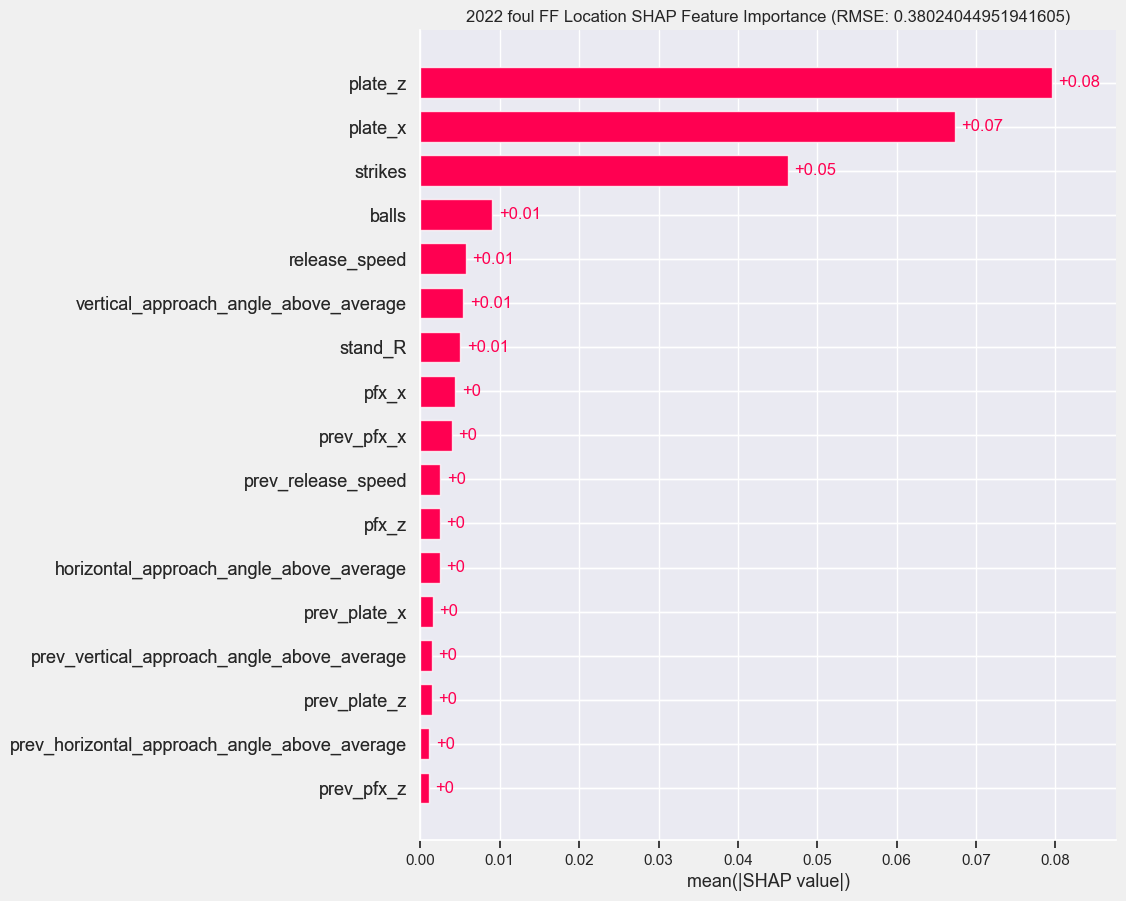 2022 foul FF Location SHAP Feature Importance (RMSE: 0.38024044951941605)
plate_z +0.08
plate_x +0.07
strikes +0.05
balls +0.01
release_speed +0.01
vertical_approach_angle_above_average +0.01
stand_R +0.01
pfx_x +0
prev_pfx_x +0
prev_release_speed +0
pfx_z +0
horizontal_approach_angle_above_average +0
prev_plate_x +0
prev_vertical_approach_angle_above_average +0
prev_plate_z +0
prev_horizontal_approach_angle_above_average +0
prev_pfx_z +0
0.00 0.01 0.02 0.03 0.04 0.05 0.06 0.07 0.08
mean(|SHAP value|)